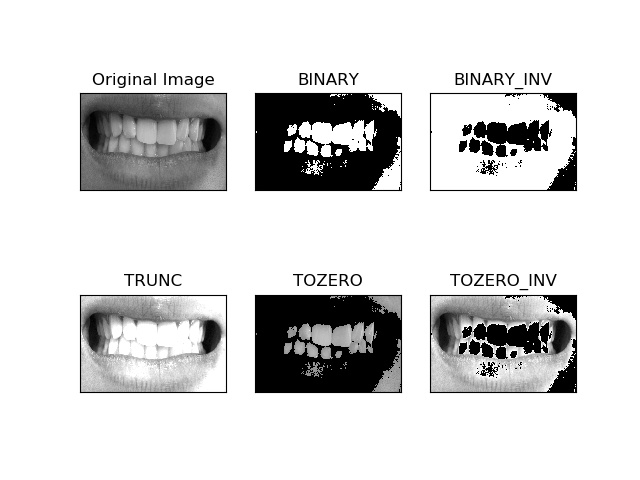 Original Image
BINARY
BINARY_INV
TRUNC
TOZERO
TOZERO_INV